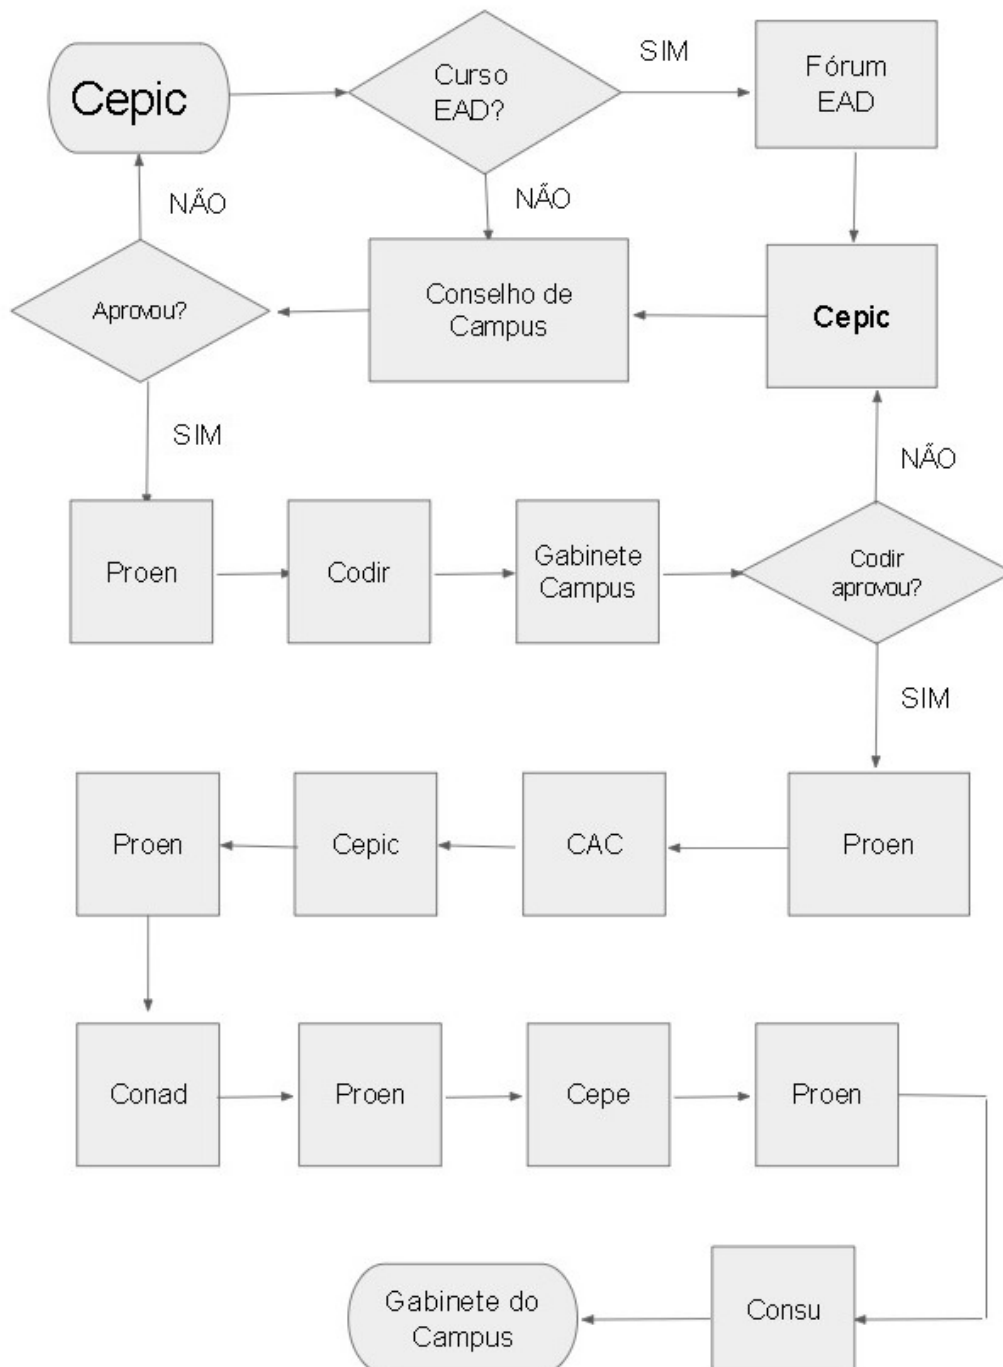 Cepic
Curso
EAD?
SIM
Fórum
EAD
NÃO
NÃO
Aprovou?
Conselho de
Campus
Cepic
SIM
NÃO
Proen
Codir
Gabinete
Campus
Codir
aprovou?
SIM
Proen
Cepic
CAC
Proen
Conad
Proen
Cepe
Proen
Gabinete do
Campus
Consu